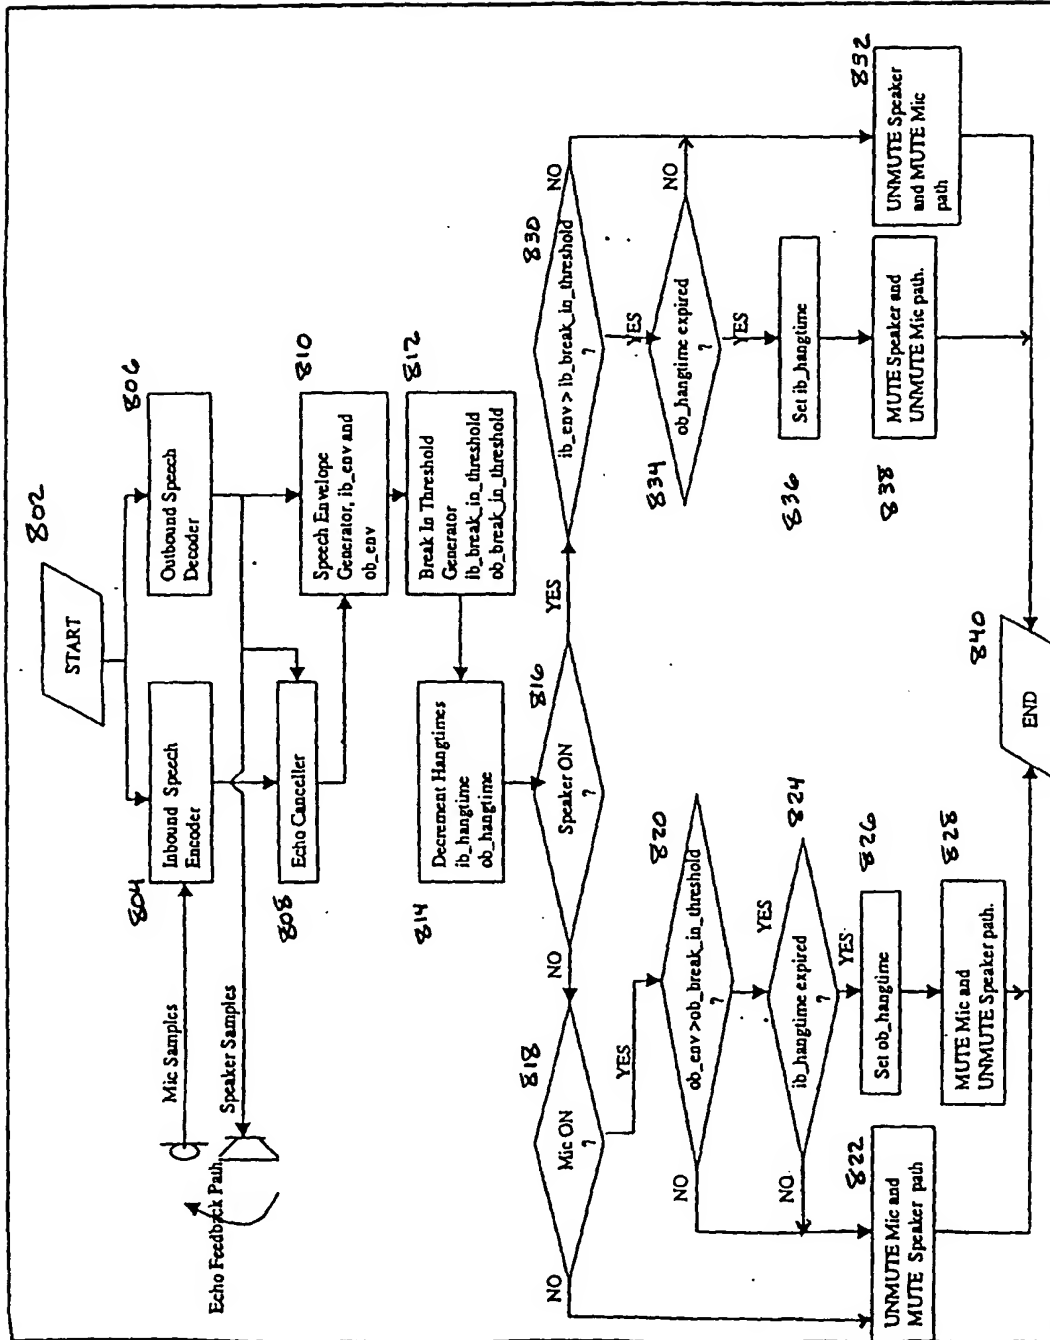 802
START
804
Inbound Speech
Encoder
806
Outbound Speech
Decoder
Mic Samples
Speaker Samples
Echo Feedback Path
808
Echo Canceller
810
Speech Envelope
Generator, ib_env and
ob_env
812
Break In Threshold
Generator
ib_break_in_threshold
ob_break_in_threshold
814
Decrement Hangtimes
ib_hangtime
ob_hangtime
816
Speaker ON
?
NO
YES
818
Mic ON
?
NO
YES
820
ob_env>ob_break_in_threshold
?
NO
YES
824
ib_hangtime expired
?
NO
YES
826
Set ob_hangtime
828
MUTE Mic and
UNMUTE Speaker path.
822
UNMUTE Mic and
MUTE Speaker path
830
ib_env>ib_break_in_threshold
?
NO
YES
834
ob_hangtime expired
?
NO
YES
836
Set ib_hangtime
838
MUTE Speaker and
UNMUTE Mic path.
832
UNMUTE Speaker
and MUTE Mic
path
840
END